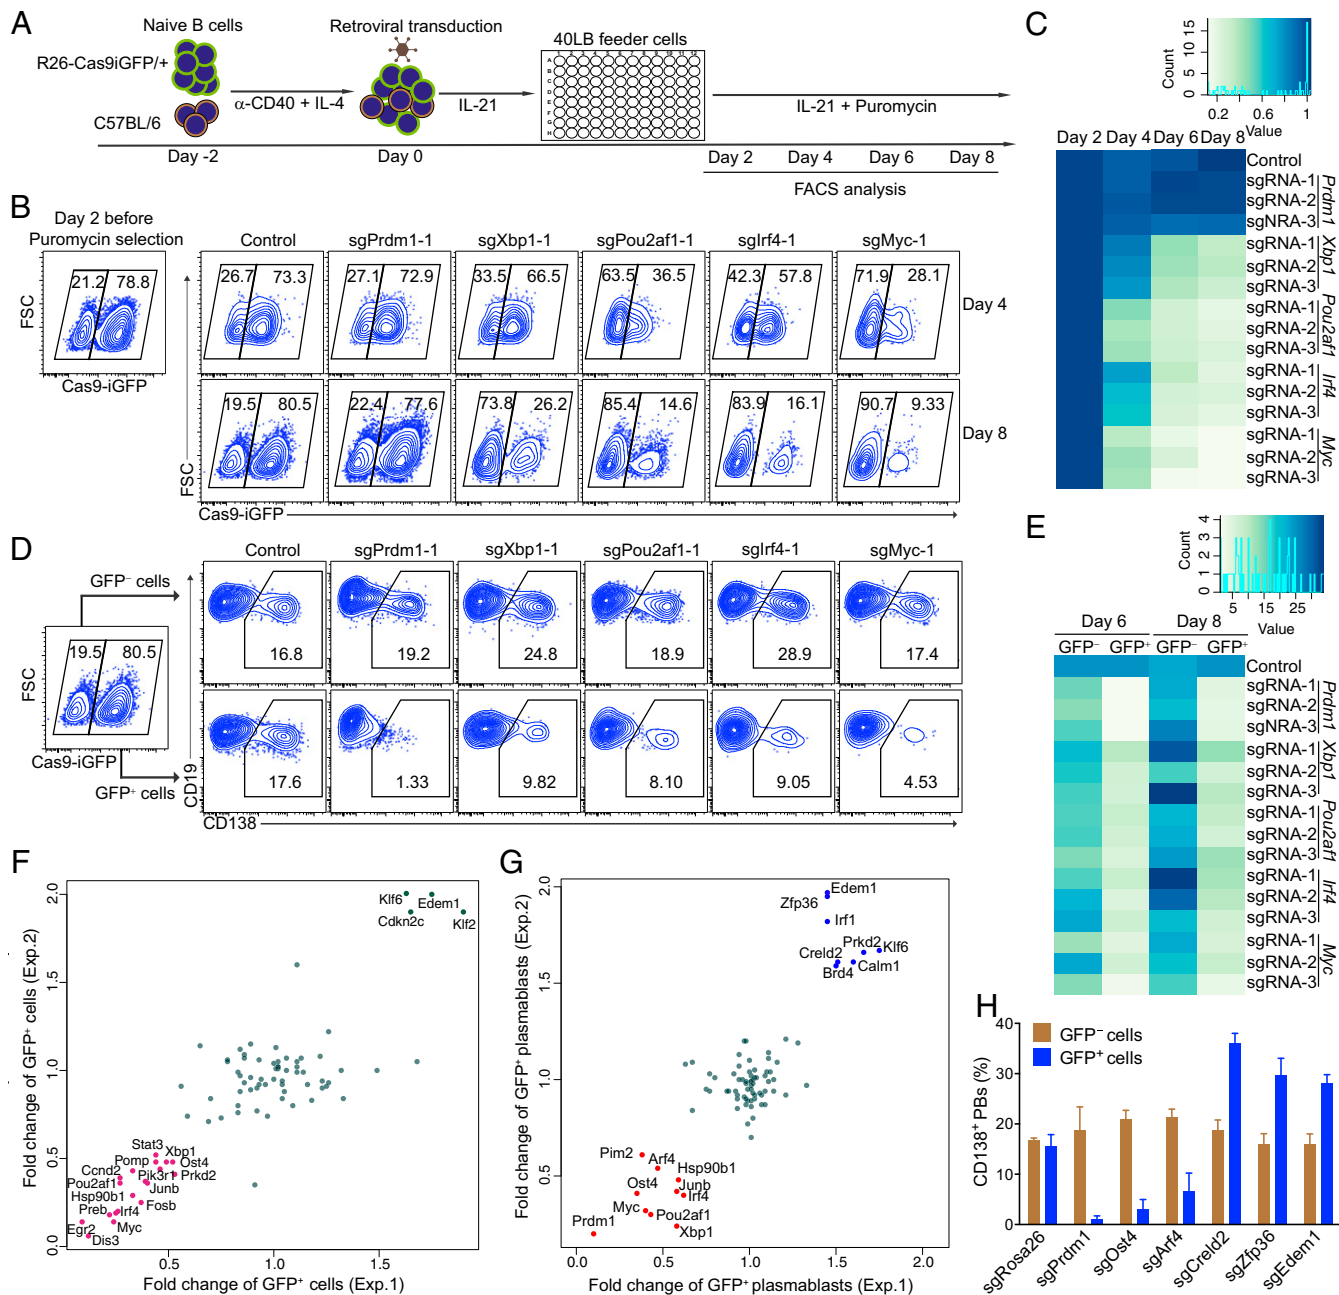 A
Naive B cells
R26-Cas9iGFP/+
C57BL/6
α-CD40 + IL-4
Retroviral transduction
IL-21
40LB feeder cells
1 2 3 4 5 6 7 8 9 10 11 12
A
B
C
D
E
F
G
H
IL-21 + Puromycin
Day -2
Day 0
Day 2 Day 4 Day 6 Day 8
FACS analysis
B
Day 2 before
Puromycin selection
21.2 78.8
FSC
Cas9-iGFP
Control sgPrdm1-1 sgXbp1-1 sgPou2af1-1 sgIrf4-1 sgMyc-1
26.7 73.3 27.1 72.9 33.5 66.5 63.5 36.5 42.3 57.8 71.9 28.1
Day 4
19.5 80.5 22.4 77.6 73.8 26.2 85.4 14.6 83.9 16.1 90.7 9.33
Day 8
FSC
Cas9-iGFP
C
Count
0 5 10 15
0.2 0.6 1
Value
Day 2 Day 4 Day 6 Day 8
Control
sgRNA-1
sgRNA-2
sgNRA-3
Prdm1
sgRNA-1
sgRNA-2
sgRNA-3
Xbp1
sgRNA-1
sgRNA-2
sgRNA-3
Pou2af1
sgRNA-1
sgRNA-2
sgRNA-3
Irf4
sgRNA-1
sgRNA-2
sgRNA-3
Myc
D
GFP⁻ cells
19.5 80.5
FSC
Cas9-iGFP
GFP⁺ cells
Control sgPrdm1-1 sgXbp1-1 sgPou2af1-1 sgIrf4-1 sgMyc-1
16.8 19.2 24.8 18.9 28.9 17.4
17.6 1.33 9.82 8.10 9.05 4.53
CD19
CD138
E
Count
0 1 2 3 4
5 15 25
Value
Day 6 Day 8
GFP⁻ GFP⁺ GFP⁻ GFP⁺
Control
sgRNA-1
sgRNA-2
sgNRA-3
Prdm1
sgRNA-1
sgRNA-2
sgRNA-3
Xbp1
sgRNA-1
sgRNA-2
sgRNA-3
Pou2af1
sgRNA-1
sgRNA-2
sgRNA-3
Irf4
sgRNA-1
sgRNA-2
sgRNA-3
Myc
F
Fold change of GFP⁺ cells (Exp.2)
0.0 0.5 1.0 1.5 2.0
Klf6
Edem1
Cdkn2c
Klf2
Stat3
Xbp1
Pomp
Ost4
Ccnd2
Pik3r1
Prkd2
Pou2af1
Junb
Hsp90b1
Fosb
Preb
Irf4
Egr2
Myc
Dis3
0.5 1.0 1.5
Fold change of GFP⁺ cells (Exp.1)
G
Fold change of GFP⁺ plasmablasts (Exp.2)
0.5 1.0 1.5 2.0
Edem1
Zfp36
Irf1
Prkd2
Klf6
Creld2
Brd4
Calm1
Pim2
Arf4
Hsp90b1
Ost4
Junb
Irf4
Myc
Pou2af1
Prdm1
Xbp1
0.0 0.5 1.0 1.5 2.0
Fold change of GFP⁺ plasmablasts (Exp.1)
H
GFP⁻ cells
GFP⁺ cells
CD138⁺ PBs (%)
0 10 20 30 40
sgRosa26
sgPrdm1
sgOst4
sgArf4
sgCreld2
sgZfp36
sgEdem1